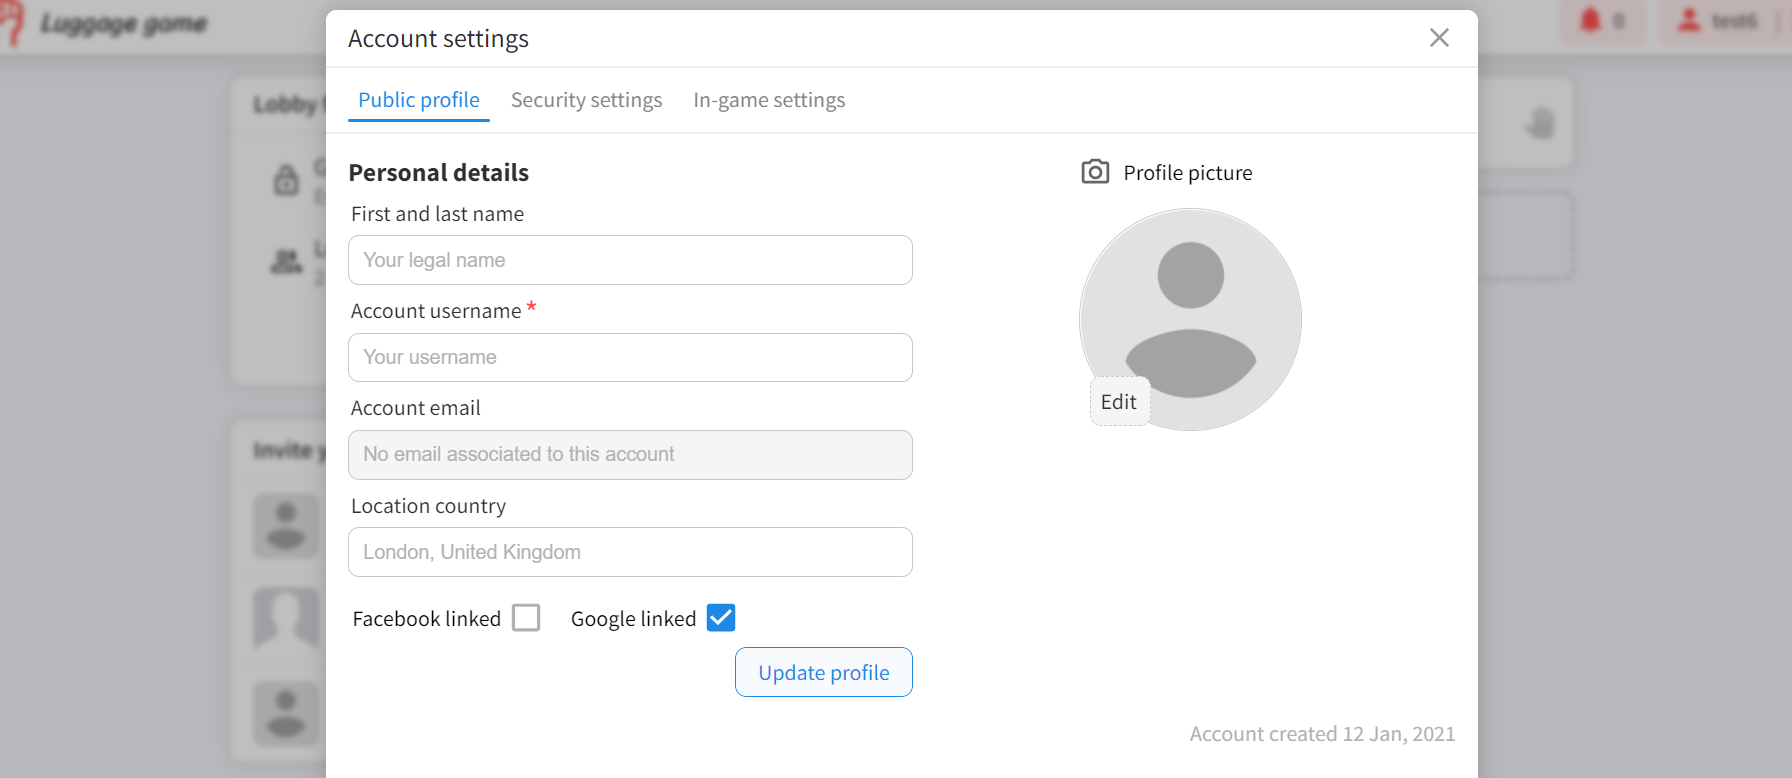 Luggage game
0
test6
Account settings
Public profile
Security settings
In-game settings
Personal details
First and last name
Your legal name
Account username *
Your username
Account email
No email associated to this account
Location country
London, United Kingdom
Facebook linked
Google linked
Update profile
Profile picture
Edit
Account created 12 Jan, 2021
Lobby
Invite